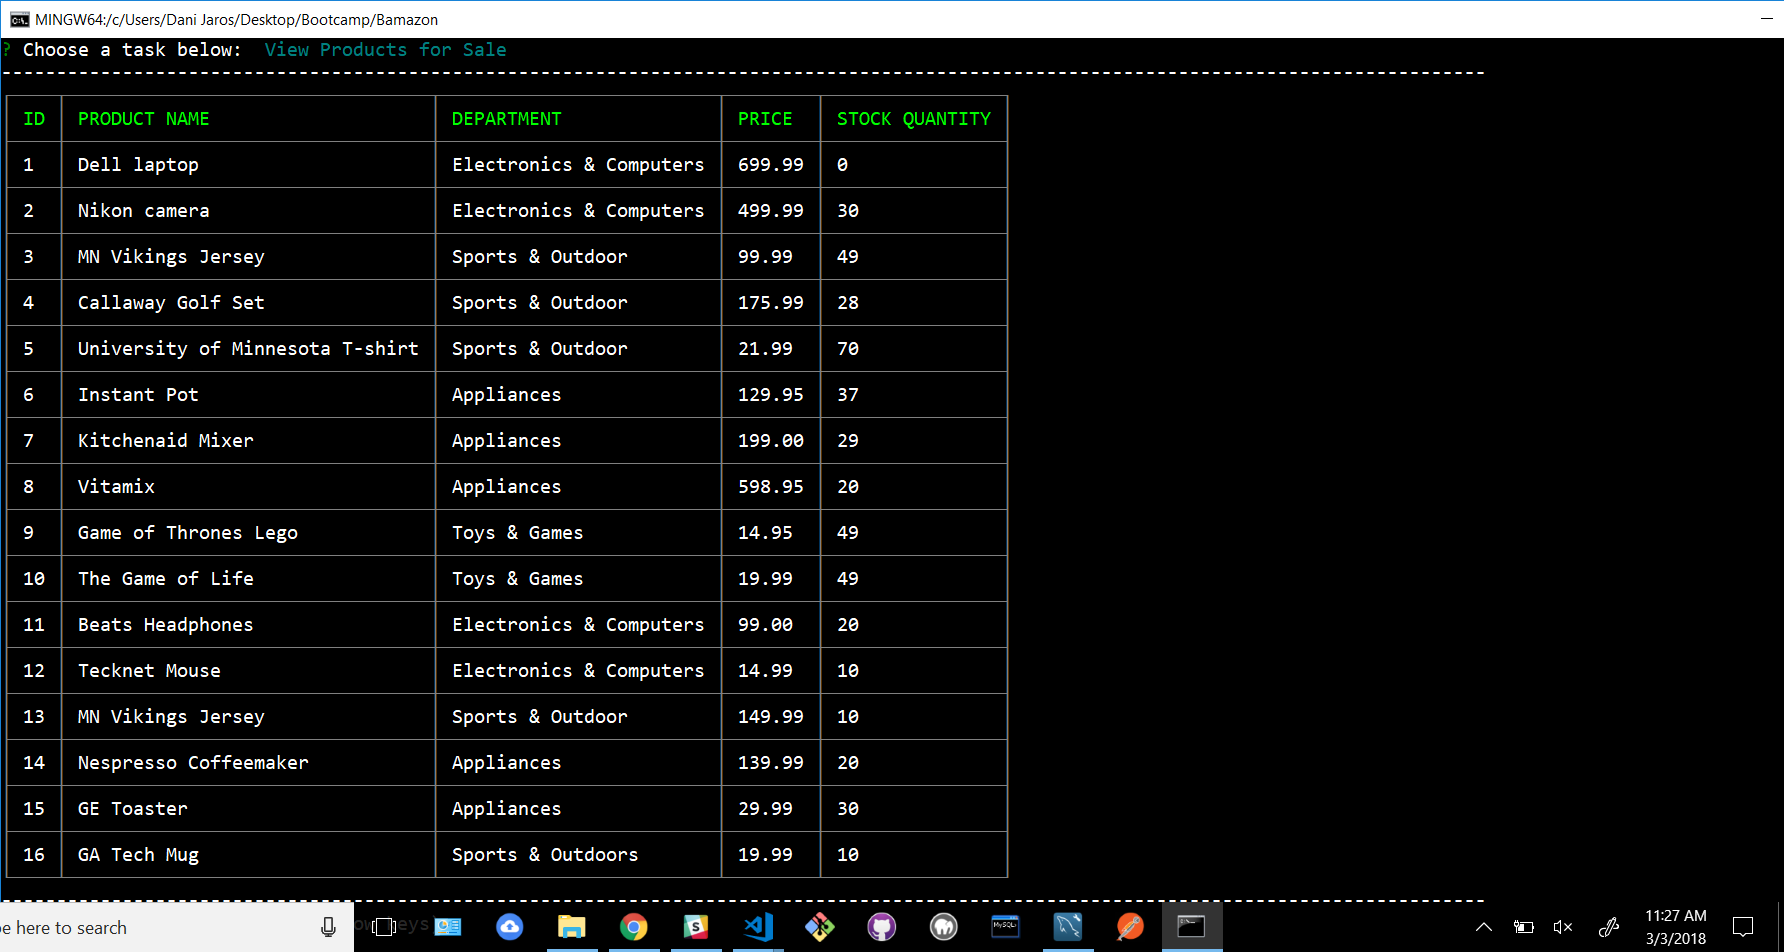 MINGW64:/c/Users/Dani Jaros/Desktop/Bootcamp/Bamazon
? Choose a task below: View Products for Sale
ID PRODUCT NAME DEPARTMENT PRICE STOCK QUANTITY
1 Dell laptop Electronics & Computers 699.99 0
2 Nikon camera Electronics & Computers 499.99 30
3 MN Vikings Jersey Sports & Outdoor 99.99 49
4 Callaway Golf Set Sports & Outdoor 175.99 28
5 University of Minnesota T-shirt Sports & Outdoor 21.99 70
6 Instant Pot Appliances 129.95 37
7 Kitchenaid Mixer Appliances 199.00 29
8 Vitamix Appliances 598.95 20
9 Game of Thrones Lego Toys & Games 14.95 49
10 The Game of Life Toys & Games 19.99 49
11 Beats Headphones Electronics & Computers 99.00 20
12 Tecknet Mouse Electronics & Computers 14.99 10
13 MN Vikings Jersey Sports & Outdoor 149.99 10
14 Nespresso Coffeemaker Appliances 139.99 20
15 GE Toaster Appliances 29.99 30
16 GA Tech Mug Sports & Outdoors 19.99 10
e here to search
MySQL
11:27 AM
3/3/2018